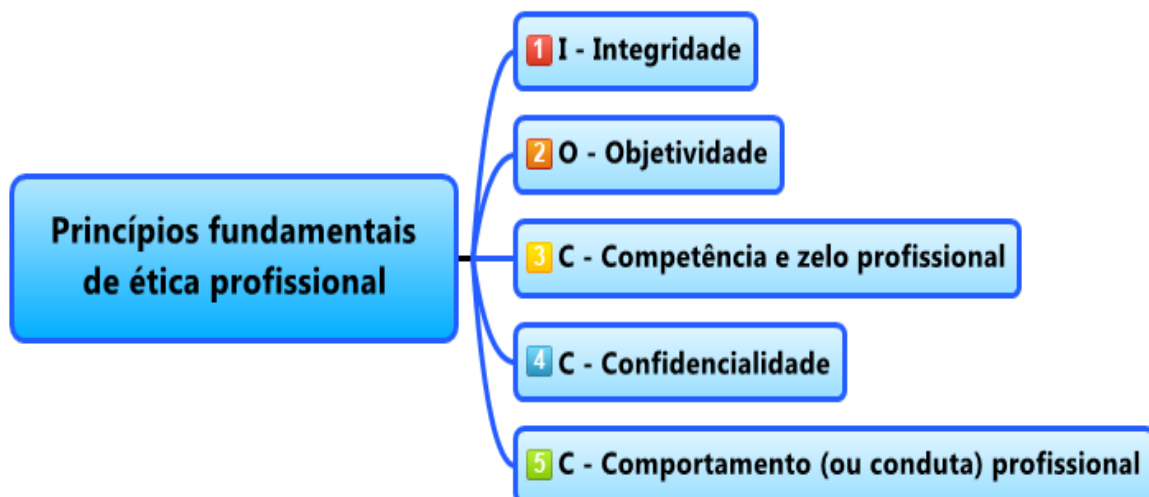 1 I - Integridade
2 O - Objetividade
Princípios fundamentais
de ética profissional
3 C - Competência e zelo profissional
4 C - Confidencialidade
5 C - Comportamento (ou conduta) profissional